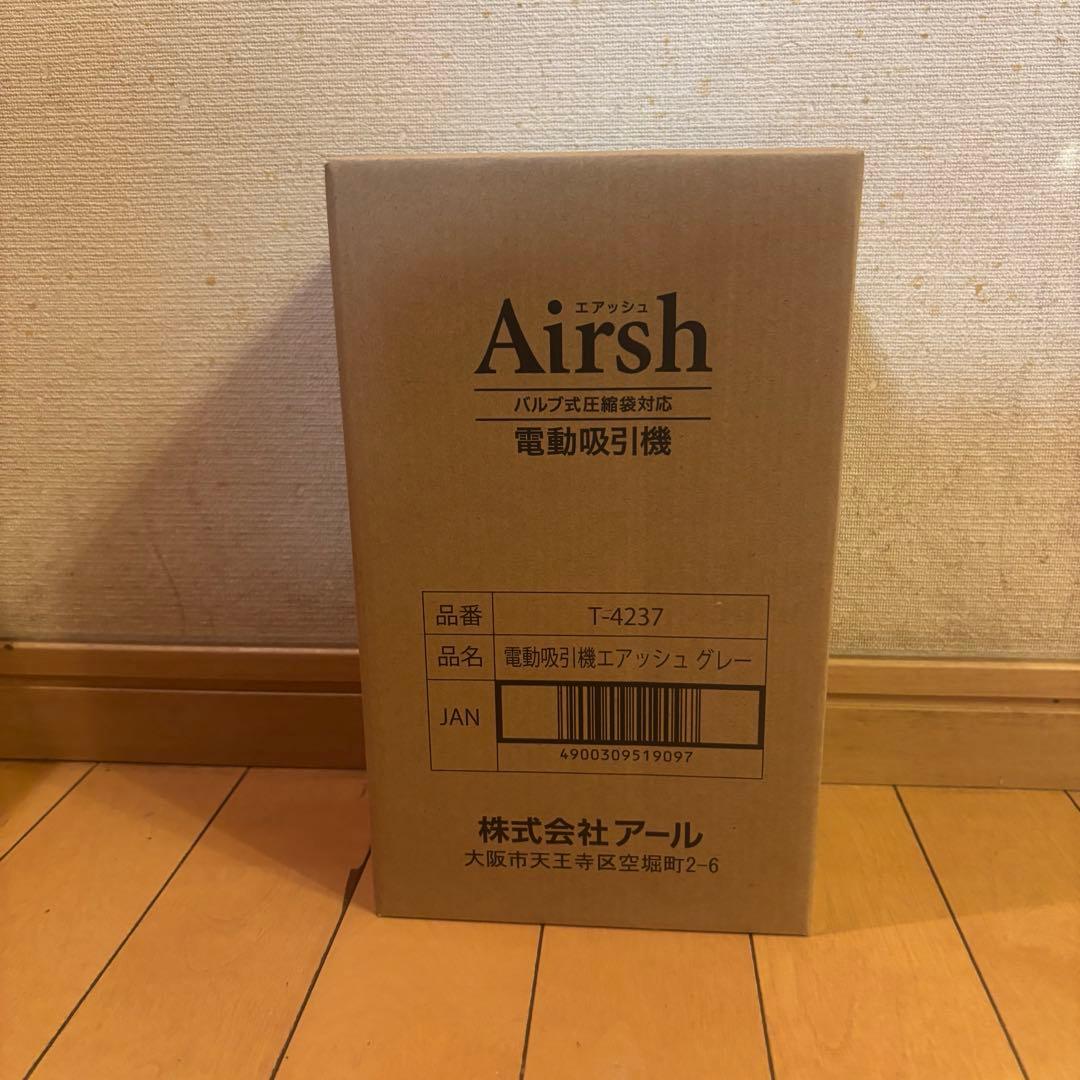 エアッシュ
Airsh
バルブ式圧縮袋対応
電動吸引機
品番 T-4237
品名 電動吸引機エアッシュ グレー
JAN
4900309519097
株式会社アール
大阪市天王寺区空堀町2-6